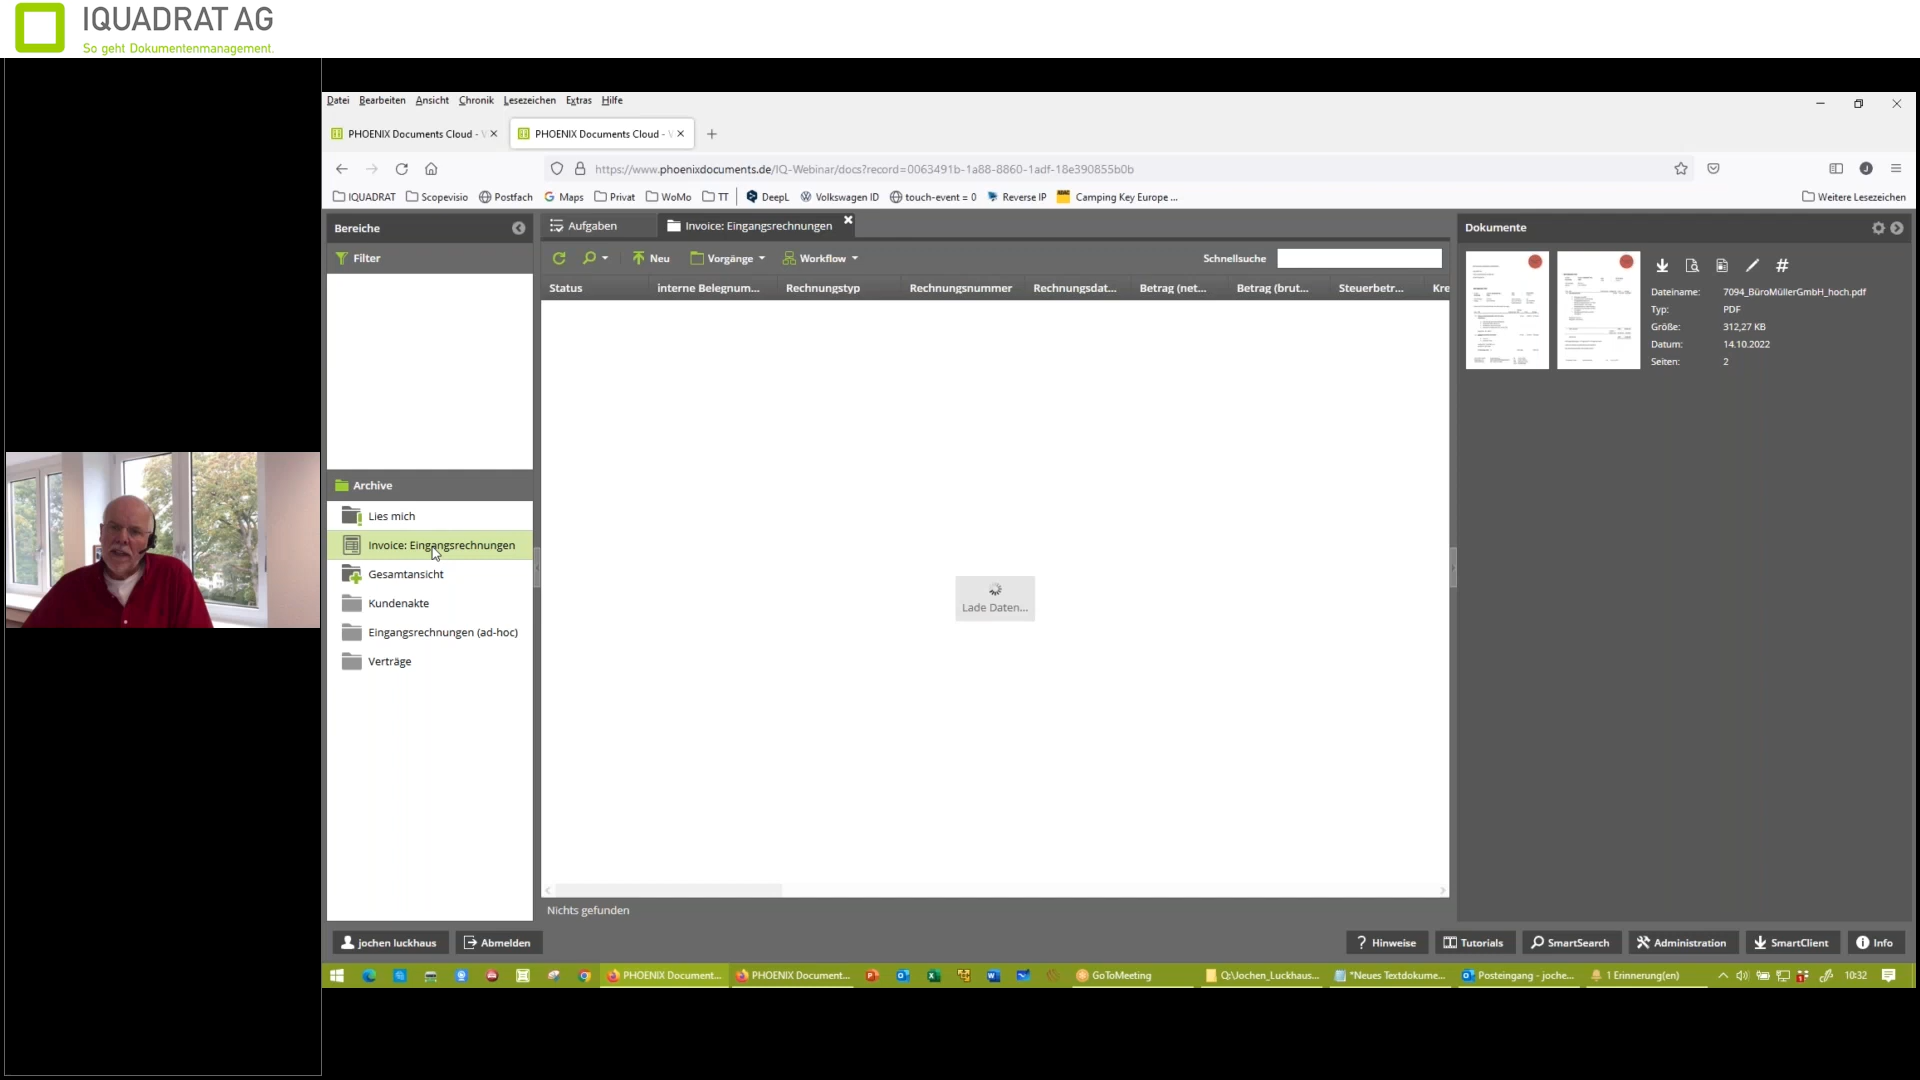 IQUADRAT AG
So geht Dokumentenmanagement.
Datei Bearbeiten Ansicht Chronik Lesezeichen Extras Hilfe
PHOENIX Documents Cloud - PHOENIX Documents Cloud -
https://www.phoenixdocuments.de/IQ-Webinar/docs?record=0063491b-1a88-8860-1adf-18e390855b0b
IQUADRAT Scopevisio Postfach Maps Privat WoMo TT DeepL Volkswagen ID touch-event = 0 Reverse IP Camping Key Europe ... Weitere Lesezeichen
Bereiche
Filter
Archive
Lies mich
Invoice: Eingangsrechnungen
Gesamtansicht
Kundenakte
Eingangsrechnungen (ad-hoc)
Verträge
Aufgaben Invoice: Eingangsrechnungen
Neu Vorgänge Workflow Schnellsuche
Status interne Belegnum... Rechnungstyp Rechnungsnummer Rechnungsdat... Betrag (net... Betrag (brut... Steuerbetr... Kre
Lade Daten...
Nichts gefunden
Dokumente
Dateiname: 7094_BüroMüllerGmbH_hoch.pdf
Typ: PDF
Größe: 312,27 KB
Datum: 14.10.2022
Seiten: 2
jochen luckhaus Abmelden ? Hinweise Tutorials SmartSearch Administration SmartClient Info
PHOENIX Document... PHOENIX Document... GoToMeeting Q:\Jochen_Luckhaus... *Neues Textdokume... Posteingang - joche... 1 Erinnerung(en) 10:32